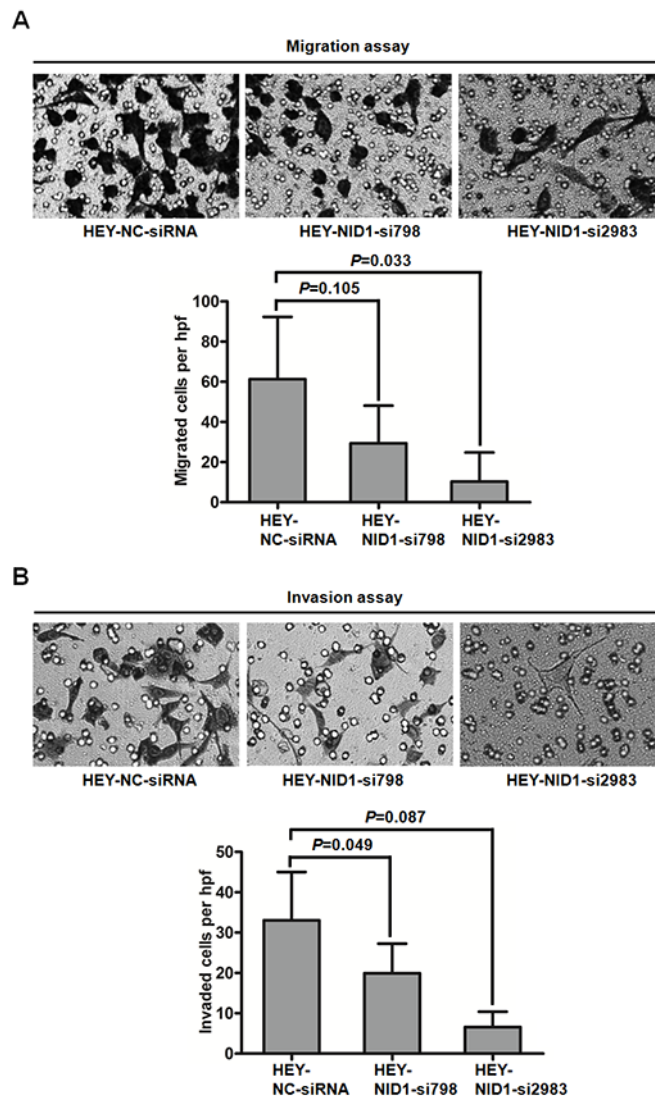 A
Migration assay
HEY-NC-siRNA HEY-NID1-si798 HEY-NID1-si2983
P=0.033
P=0.105
100
80
60
40
20
0
Migrated cells per hpf
HEY-
NC-siRNA
HEY-
NID1-si798
HEY-
NID1-si2983
B
Invasion assay
HEY-NC-siRNA HEY-NID1-si798 HEY-NID1-si2983
P=0.087
P=0.049
50
40
30
20
10
0
Invaded cells per hpf
HEY-
NC-siRNA
HEY-
NID1-si798
HEY-
NID1-si2983